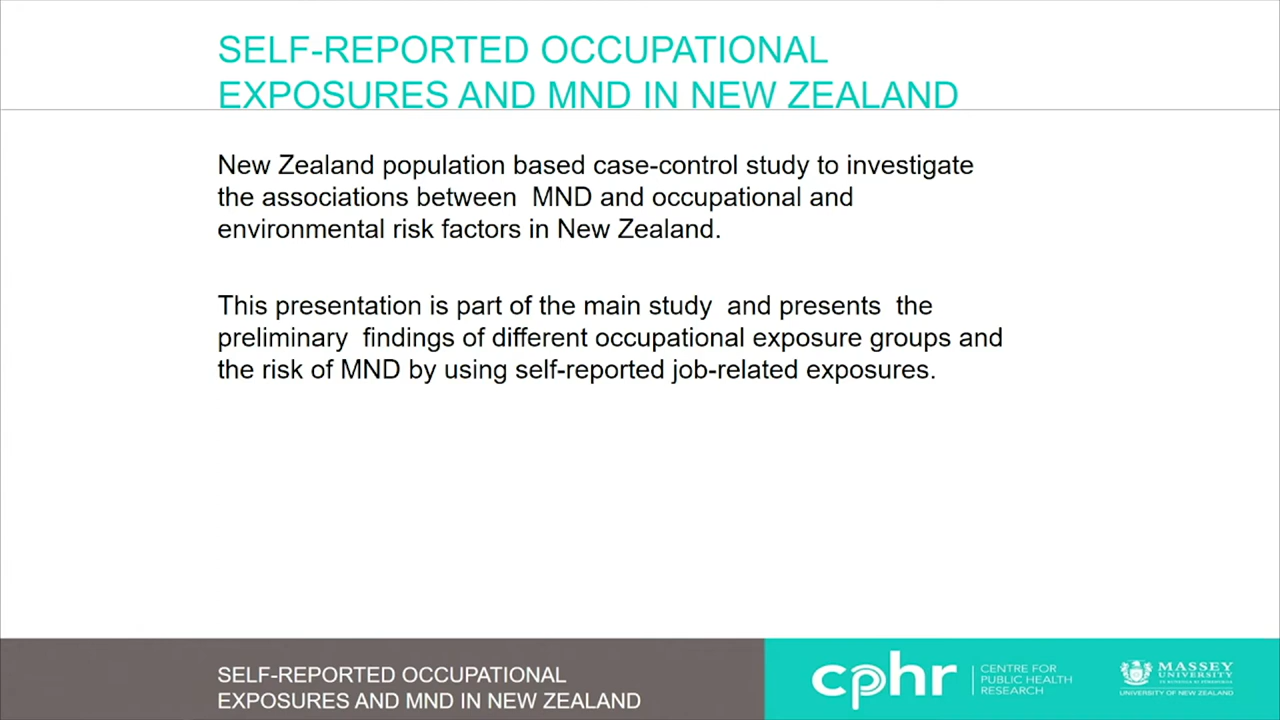 SELF-REPORTED OCCUPATIONAL
EXPOSURES AND MND IN NEW ZEALAND
New Zealand population based case-control study to investigate
the associations between MND and occupational and
environmental risk factors in New Zealand.
This presentation is part of the main study and presents the
preliminary findings of different occupational exposure groups and
the risk of MND by using self-reported job-related exposures.
SELF-REPORTED OCCUPATIONAL
EXPOSURES AND MND IN NEW ZEALAND
cphr
CENTRE FOR
PUBLIC HEALTH
RESEARCH
MASSEY
UNIVERSITY
UNIVERSITY OF NEW ZEALAND